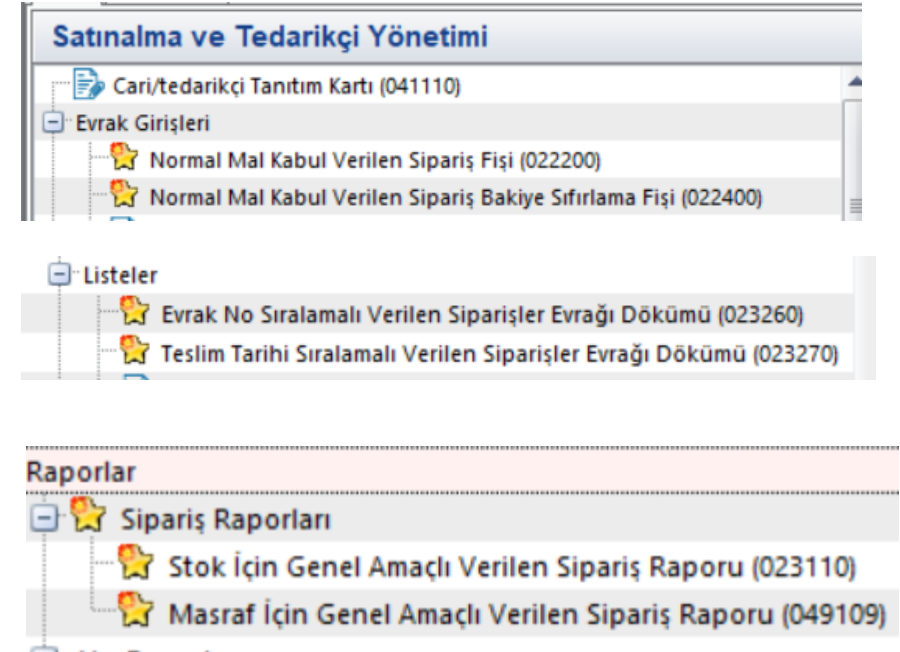 Satınalma ve Tedarikçi Yönetimi
Cari/tedarikçi Tanıtım Kartı (041110)
Evrak Girişleri
Normal Mal Kabul Verilen Sipariş Fişi (022200)
Normal Mal Kabul Verilen Sipariş Bakiye Sıfırlama Fişi (022400)
Listeler
Evrak No Sıralamalı Verilen Siparişler Evrağı Dökümü (023260)
Teslim Tarihi Sıralamalı Verilen Siparişler Evrağı Dökümü (023270)
Raporlar
Sipariş Raporları
Stok İçin Genel Amaçlı Verilen Sipariş Raporu (023110)
Masraf İçin Genel Amaçlı Verilen Sipariş Raporu (049109)